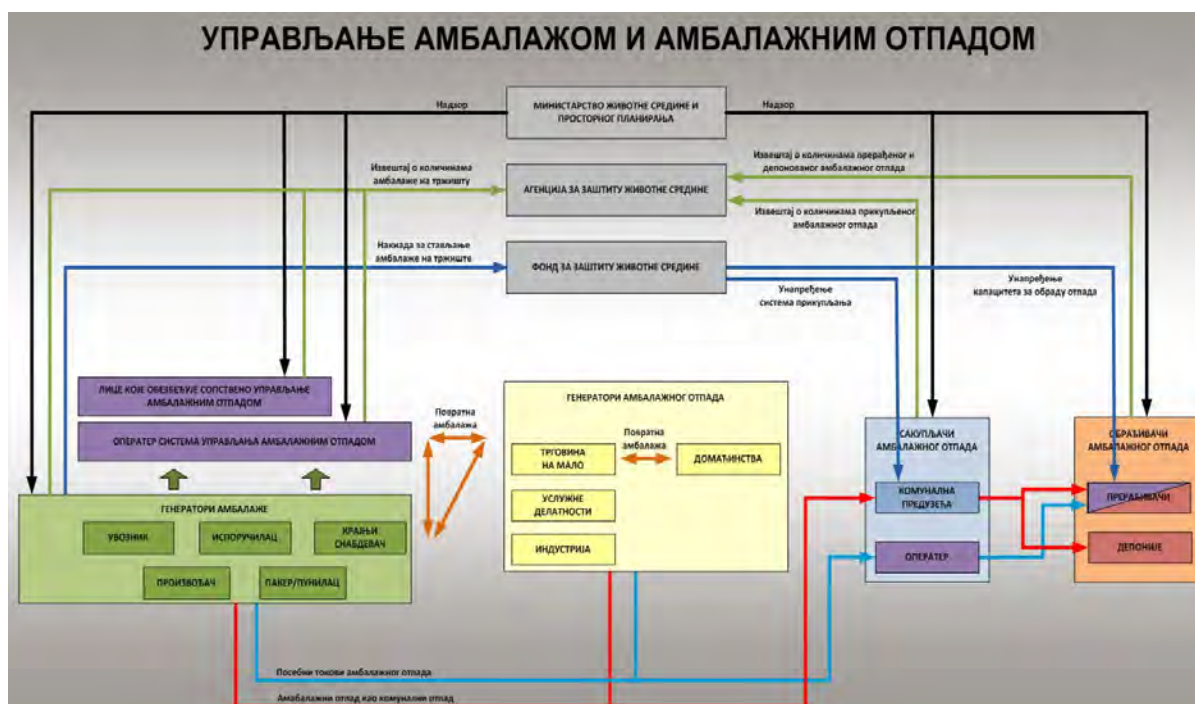 УПРАВЉАЊЕ АМБАЛАЖОМ И АМБАЛАЖНИМ ОТПАДОМ
Надзор
МИНИСТАРСТВО ЖИВОТНЕ СРЕДИНЕ И
ПРОСТОРНОГ ПЛАНИРАЊА
Надзор
Извештај о количинама
амбалаже на тржишту
АГЕНЦИЈА ЗА ЗАШТИТУ ЖИВОТНЕ СРЕДИНЕ
Извештај о количинама прерађеног и
депонованог амбалажног отпада
Извештај о количинама прикупљеног
амбалажног отпада
Накнада за стављање
амбалаже на тржиште
ФОНД ЗА ЗАШТИТУ ЖИВОТНЕ СРЕДИНЕ
Унапређење
система прикупљања
Унапређење
капацитета за обраду отпада
ЛИЦЕ КОЈЕ ОБЕЗБЕЂУЈЕ СОПСТВЕНО УПРАВЉАЊЕ
АМБАЛАЖНИМ ОТПАДОМ
ОПЕРАТЕР СИСТЕМА УПРАВЉАЊА АМБАЛАЖНИМ ОТПАДОМ
ГЕНЕРАТОРИ АМБАЛАЖЕ
УВОЗНИК
ИСПОРУЧИЛАЦ
КРАЈЊИ
СНАБДЕВАЧ
ПРОИЗВОЂАЧ
ПАКЕР/ПУНИЛАЦ
Повратна
амбалажа
ГЕНЕРАТОРИ АМБАЛАЖНОГ ОТПАДА
ТРГОВИНА
НА МАЛО
Повратна
амбалажа
ДОМАЋИНСТВА
УСЛУЖНЕ
ДЕЛАТНОСТИ
ИНДУСТРИЈА
САКУПЉАЧИ
АМБАЛАЖНОГ ОТПАДА
КОМУНАЛНА
ПРЕДУЗЕЋА
ОПЕРАТЕР
ОБРАЂИВАЧИ
АМБАЛАЖНОГ ОТПАДА
ПРЕРАЂИВАЧИ
ДЕПОНИЈЕ
Посебни токови амбалажног отпада
Амабалажни отпад као комунални отпад